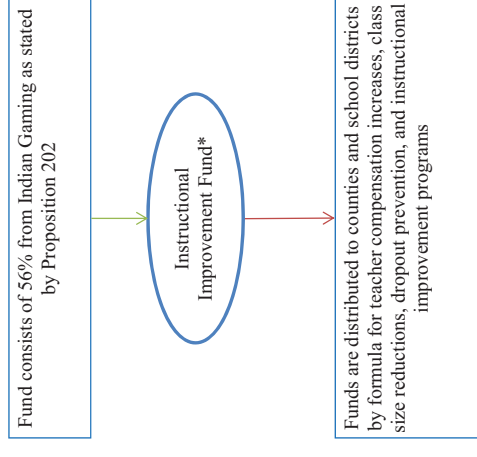 Fund consists of 56% from Indian Gaming as stated
by Proposition 202
Instructional
Improvement Fund*
Funds are distributed to counties and school districts
by formula for teacher compensation increases, class
size reductions, dropout prevention, and instructional
improvement programs